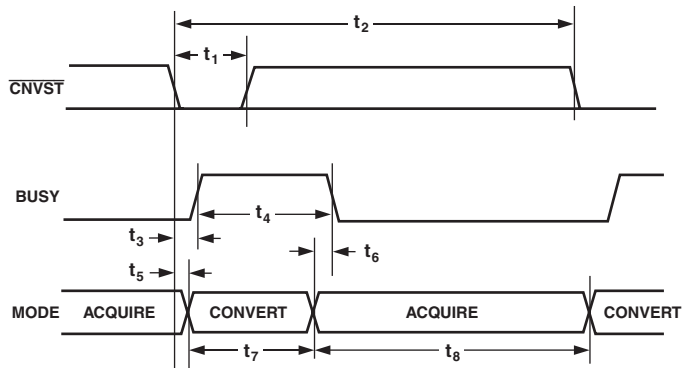 t2
t1
CNVST
BUSY
t4
t3
t6
t5
MODE ACQUIRE CONVERT ACQUIRE CONVERT
t7 t8